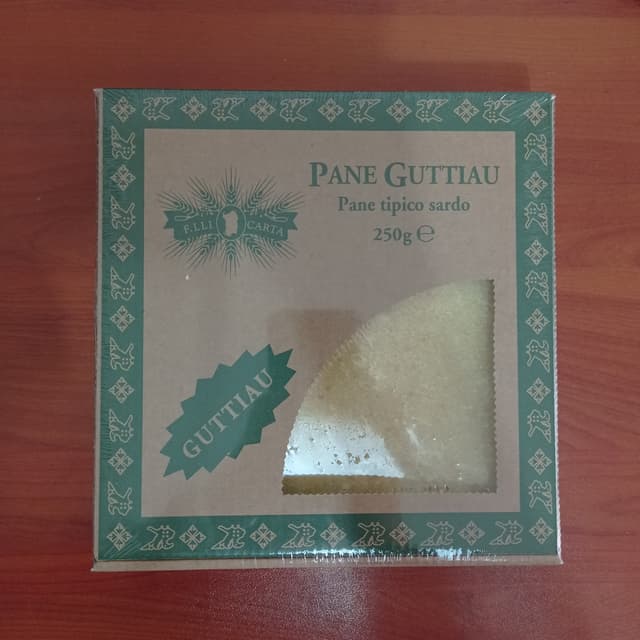 PANE GUTTIAU
Pane tipico sardo
250g ℮
F.LLI CARTA
GUTTIAU